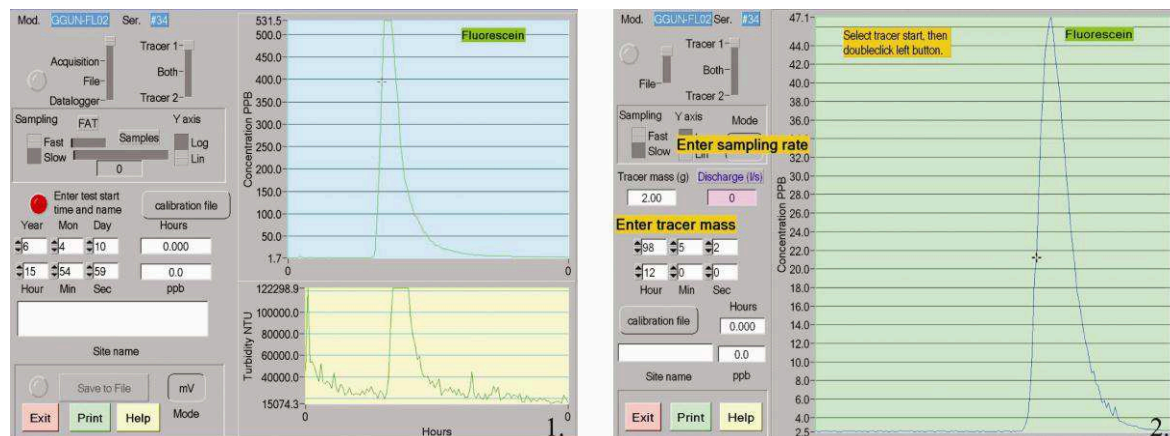 Mod. GGUN-FL02 Ser. #34
Acquisition
File
Datalogger
Tracer 1
Both
Tracer 2
Sampling FAT Y axis
Fast
Slow
Samples
Log
Lin
0
Enter test start
time and name
calibration file
Year Mon Day Hours
6 4 10 0.000
15 54 59 0.0
Hour Min Sec ppb
Site name
Save to File mV
Exit Print Help Mode
Fluorescein
Concentration PPB
531.5
500.0
450.0
400.0
350.0
300.0
250.0
200.0
150.0
100.0
50.0
1.7
0 0
Turbidity NTU
122298.9
100000.0
80000.0
60000.0
40000.0
15074.3
0 0
Hours
1.
Mod. GGUN-FL02 Ser. #34
File
Tracer 1
Both
Tracer 2
Sampling Y axis Mode
Fast
Slow
Lin
Enter sampling rate
Tracer mass (g) Discharge (l/s)
2.00 0
Enter tracer mass
98 5 2
12 0 0
Hour Min Sec
calibration file
Hours
0.000
0.0
Site name ppb
Exit Print Help
Select tracer start, then
doubleclick left button.
Fluorescein
Concentration PPB
47.1
44.0
42.0
40.0
38.0
36.0
32.0
30.0
28.0
26.0
24.0
22.0
20.0
18.0
16.0
14.0
12.0
10.0
8.0
6.0
4.0
2.5
2.